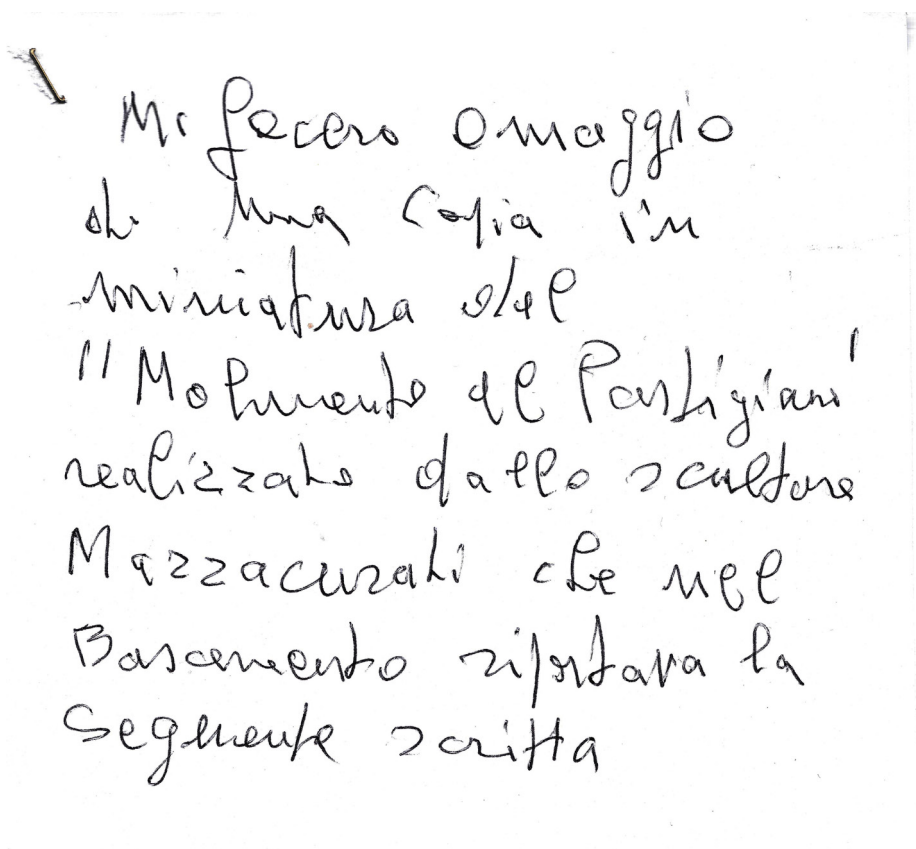 Mi fecero omaggio
di una copia in
miniatura del
"Molumento al Partigiano"
realizzato dallo scultore
Mazzacurati che nel
Basamento riportava la
Seguente scritta